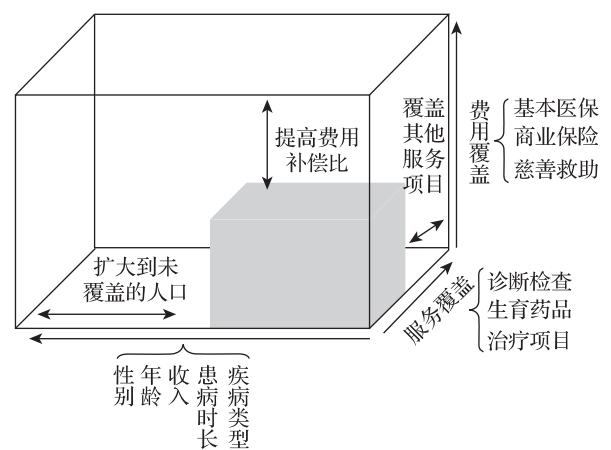 提高费用
补偿比
覆盖
其他
服务
项目
费用覆盖
基本医保
商业保险
慈善救助
扩大到未
覆盖的人口
服务覆盖
诊断检查
生育药品
治疗项目
性别
年龄
收入
患病时长
疾病类型